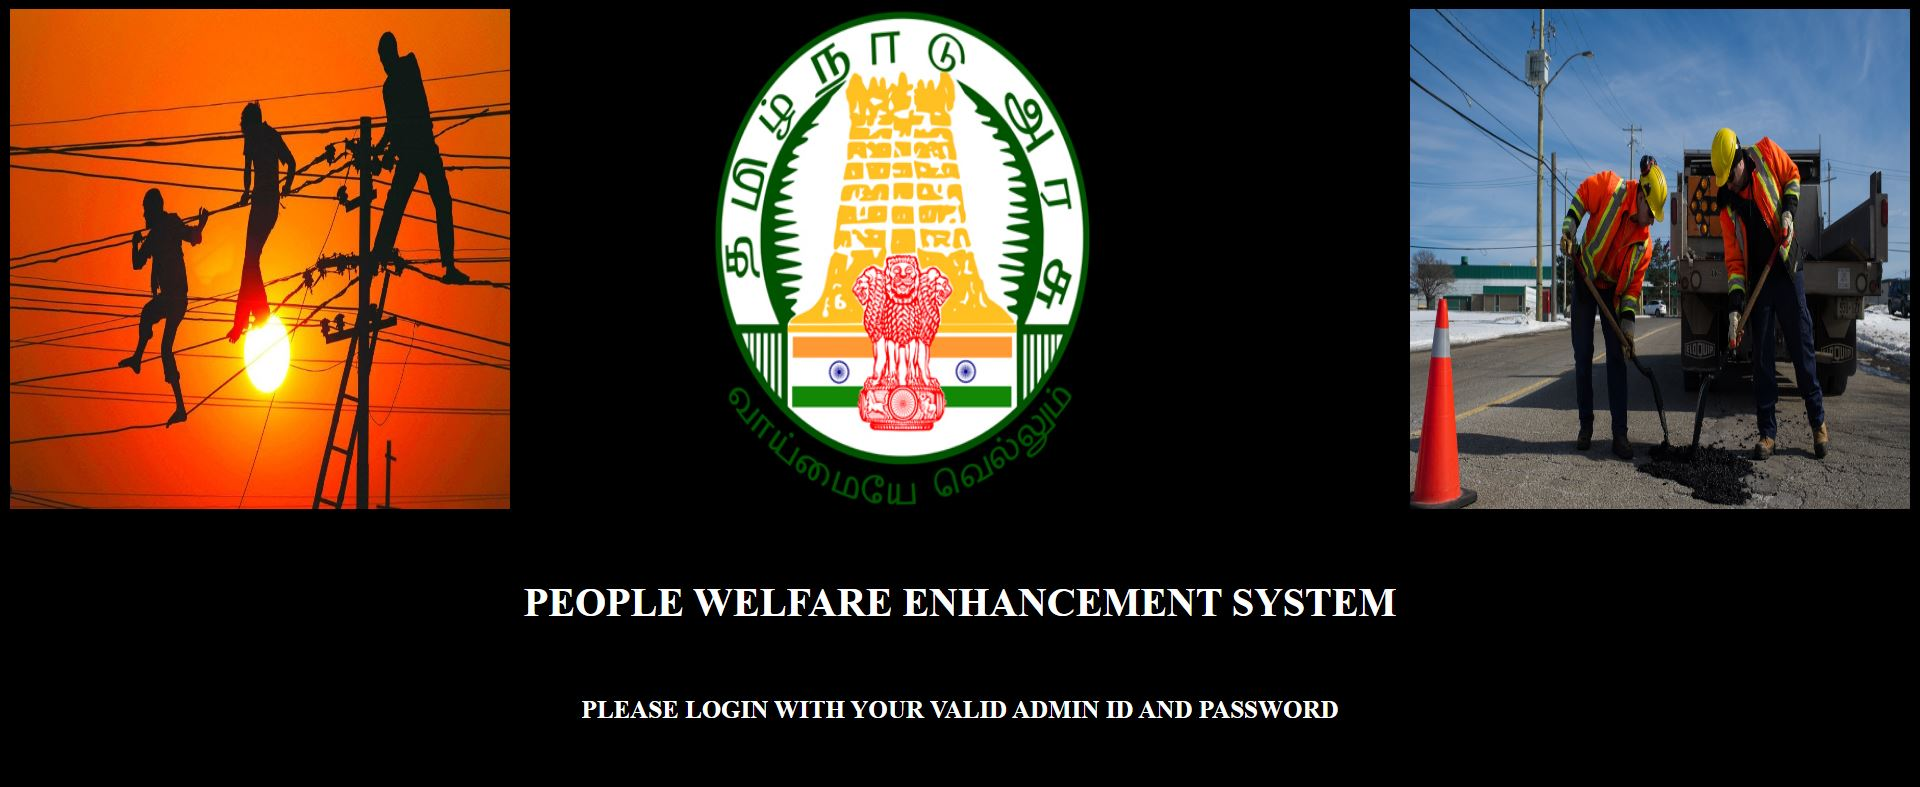 தமிழ்நாடு அரசு
வாய்மையே வெல்லும்
PEOPLE WELFARE ENHANCEMENT SYSTEM
PLEASE LOGIN WITH YOUR VALID ADMIN ID AND PASSWORD